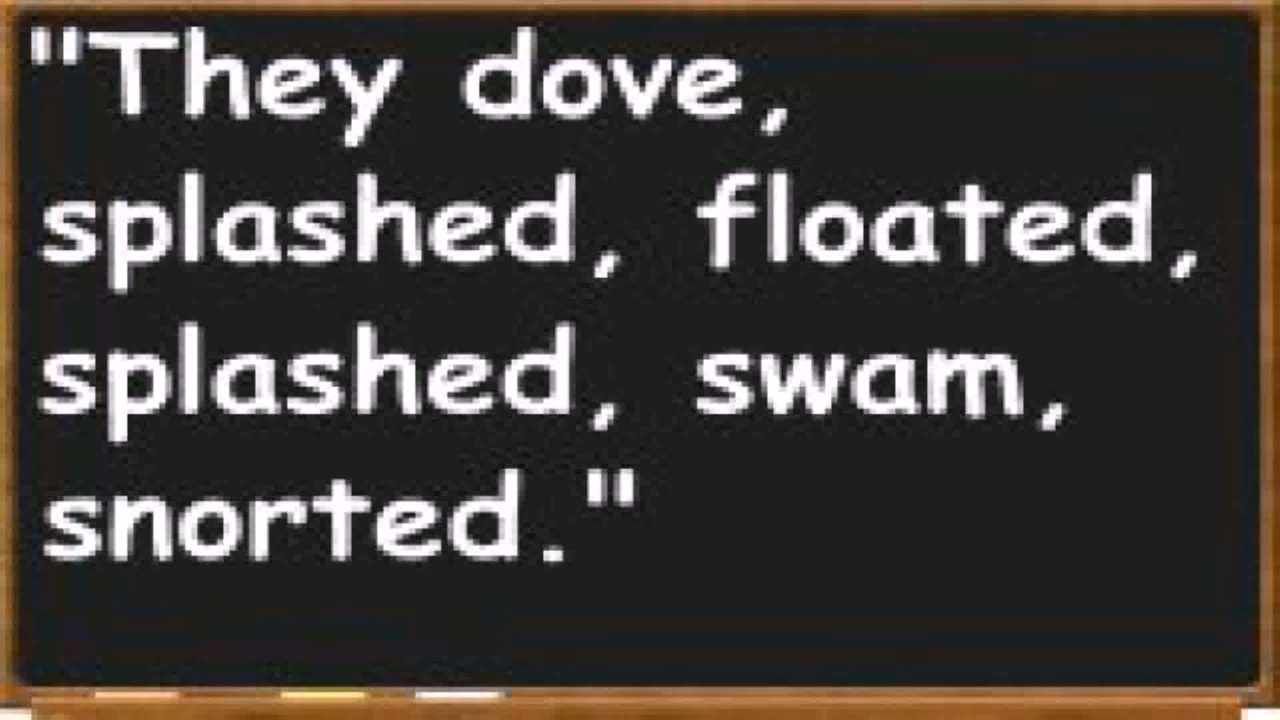 "They dove,
splashed, floated,
splashed, swam,
snorted."